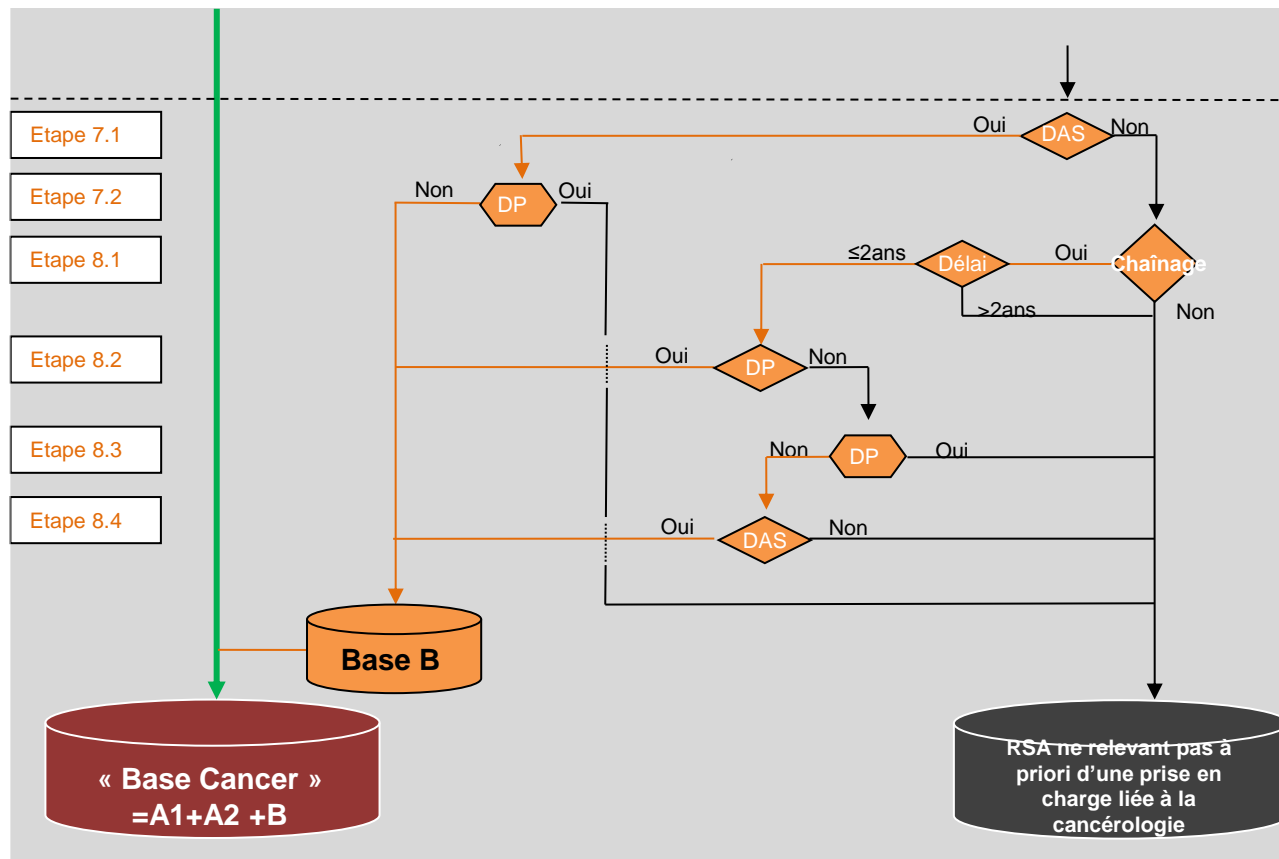 Etape 7.1
Oui
DAS
Non
Etape 7.2
Non
DP
Oui
Etape 8.1
≤2ans
Délai
Oui
Chaînage
>2ans
Non
Etape 8.2
Oui
DP
Non
Etape 8.3
Non
DP
Oui
Etape 8.4
Oui
DAS
Non
Base B
« Base Cancer »
=A1+A2 +B
RSA ne relevant pas à
priori d’une prise en
charge liée à la
cancérologie